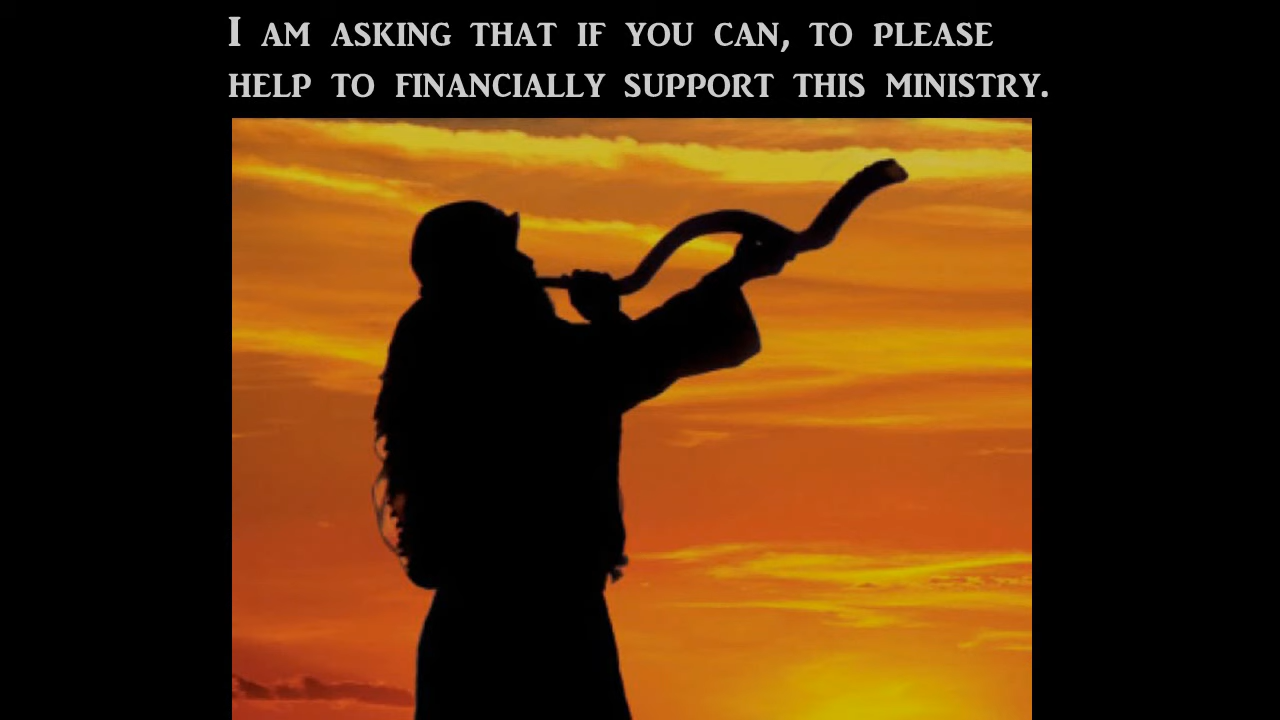 I am asking that if you can, to please
help to financially support this ministry.